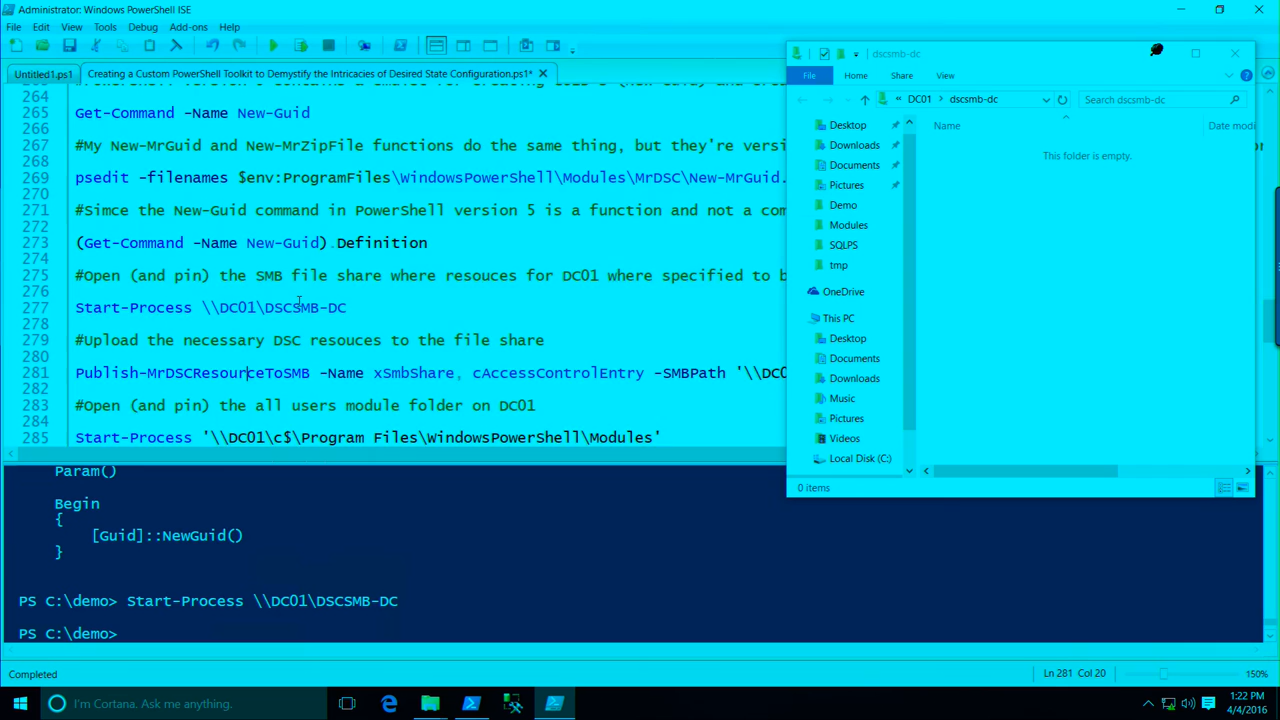 Administrator: Windows PowerShell ISE
File Edit View Tools Debug Add-ons Help
Untitled1.ps1
Creating a Custom PowerShell Toolkit to Demystify the Intricacies of Desired State Configuration.ps1*
264
265 Get-Command -Name New-Guid
266
267 #My New-MrGuid and New-MrZipFile functions do the same thing, but they're versi
268
269 psedit -filenames $env:ProgramFiles\WindowsPowerShell\Modules\MrDSC\New-MrGuid.
270
271 #Simce the New-Guid command in PowerShell version 5 is a function and not a com
272
273 (Get-Command -Name New-Guid).Definition
274
275 #Open (and pin) the SMB file share where resouces for DC01 where specified to b
276
277 Start-Process \\DC01\DSCSMB-DC
278
279 #Upload the necessary DSC resouces to the file share
280
281 Publish-MrDSCResourceToSMB -Name xSmbShare, cAccessControlEntry -SMBPath '\\DC0
282
283 #Open (and pin) the all users module folder on DC01
284
285 Start-Process '\\DC01\c$\Program Files\WindowsPowerShell\Modules'
dscsmb-dc
File Home Share View
« DC01 › dscsmb-dc
Search dscsmb-dc
Name
Date modi
This folder is empty.
Desktop
Downloads
Documents
Pictures
Demo
Modules
SQLPS
tmp
OneDrive
This PC
Desktop
Documents
Downloads
Music
Pictures
Videos
Local Disk (C:)
0 items
Param()
Begin
{
[Guid]::NewGuid()
}
PS C:\demo> Start-Process \\DC01\DSCSMB-DC
PS C:\demo>
Completed
Ln 281 Col 20
150%
I'm Cortana. Ask me anything.
1:22 PM
4/4/2016